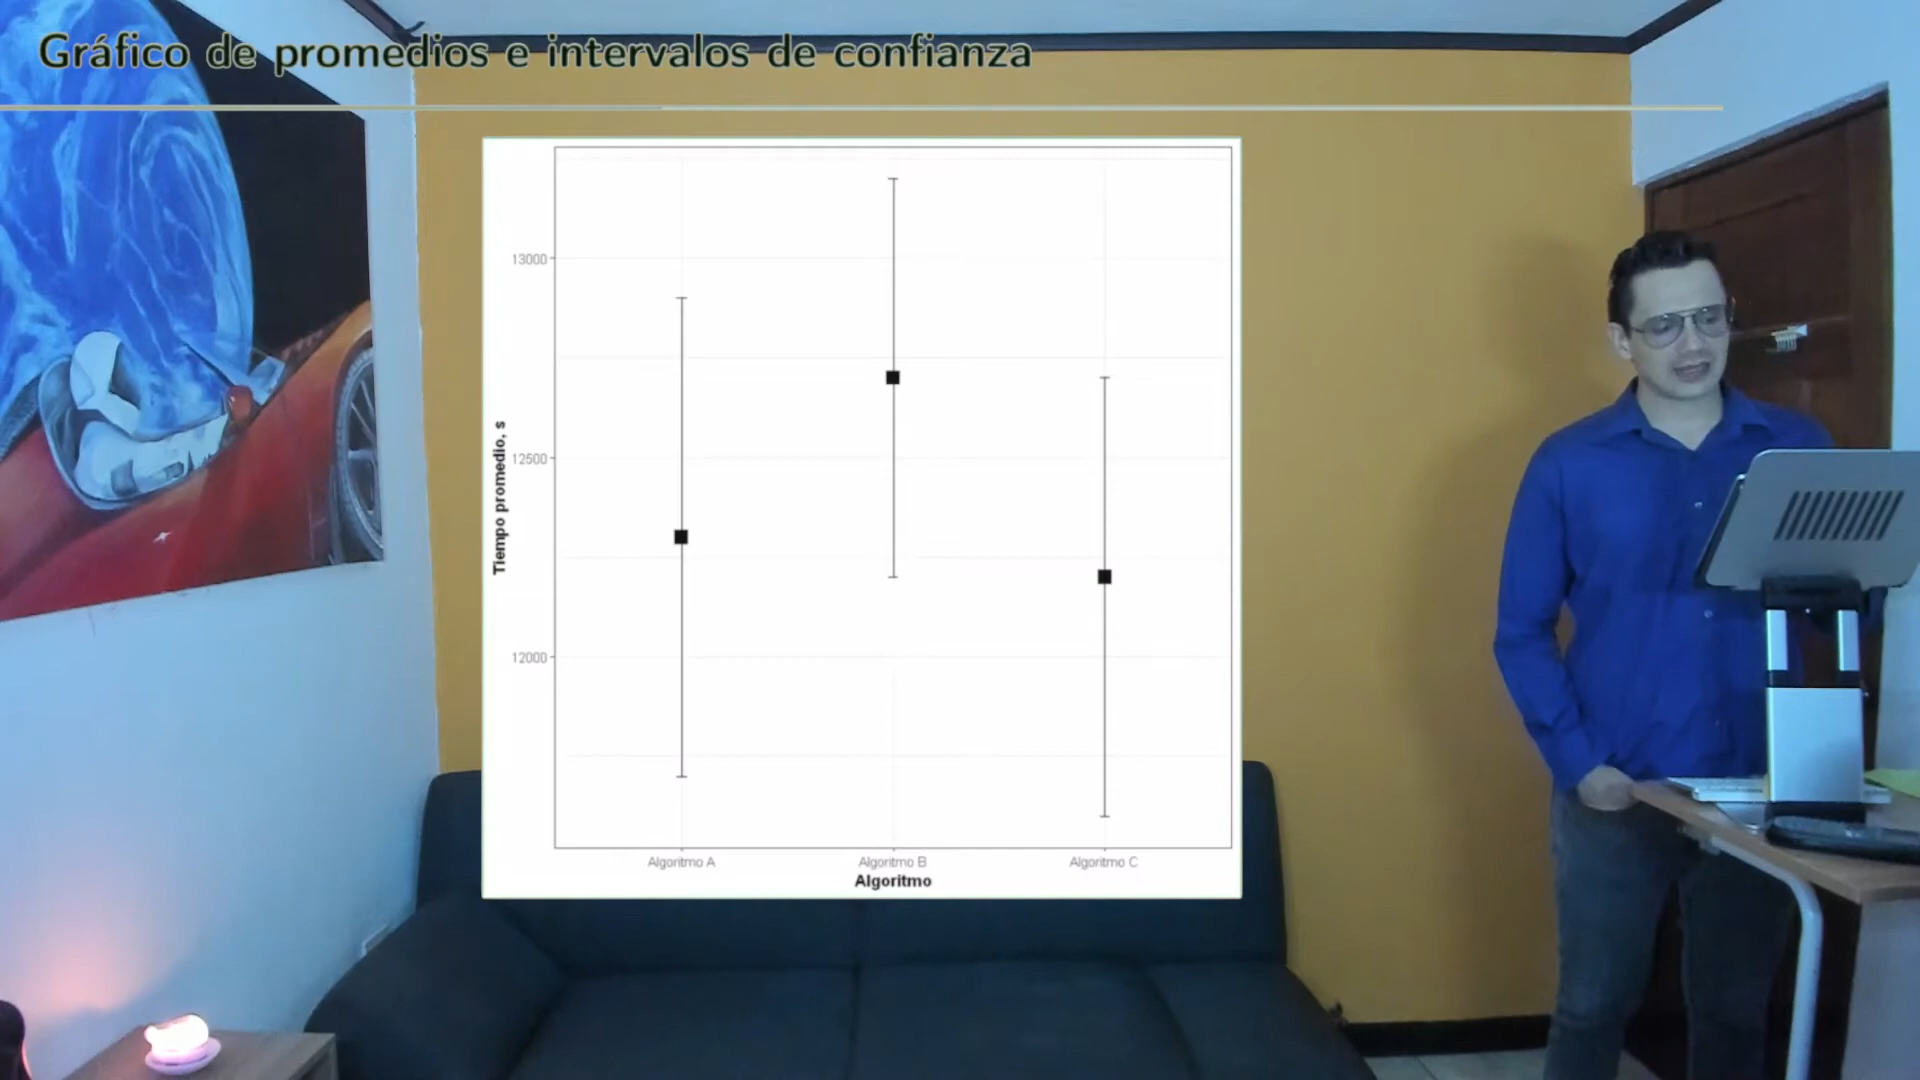 Gráfico de promedios e intervalos de confianza
13000
12500
12000
Tiempo promedio, s
Algoritmo A
Algoritmo B
Algoritmo C
Algoritmo